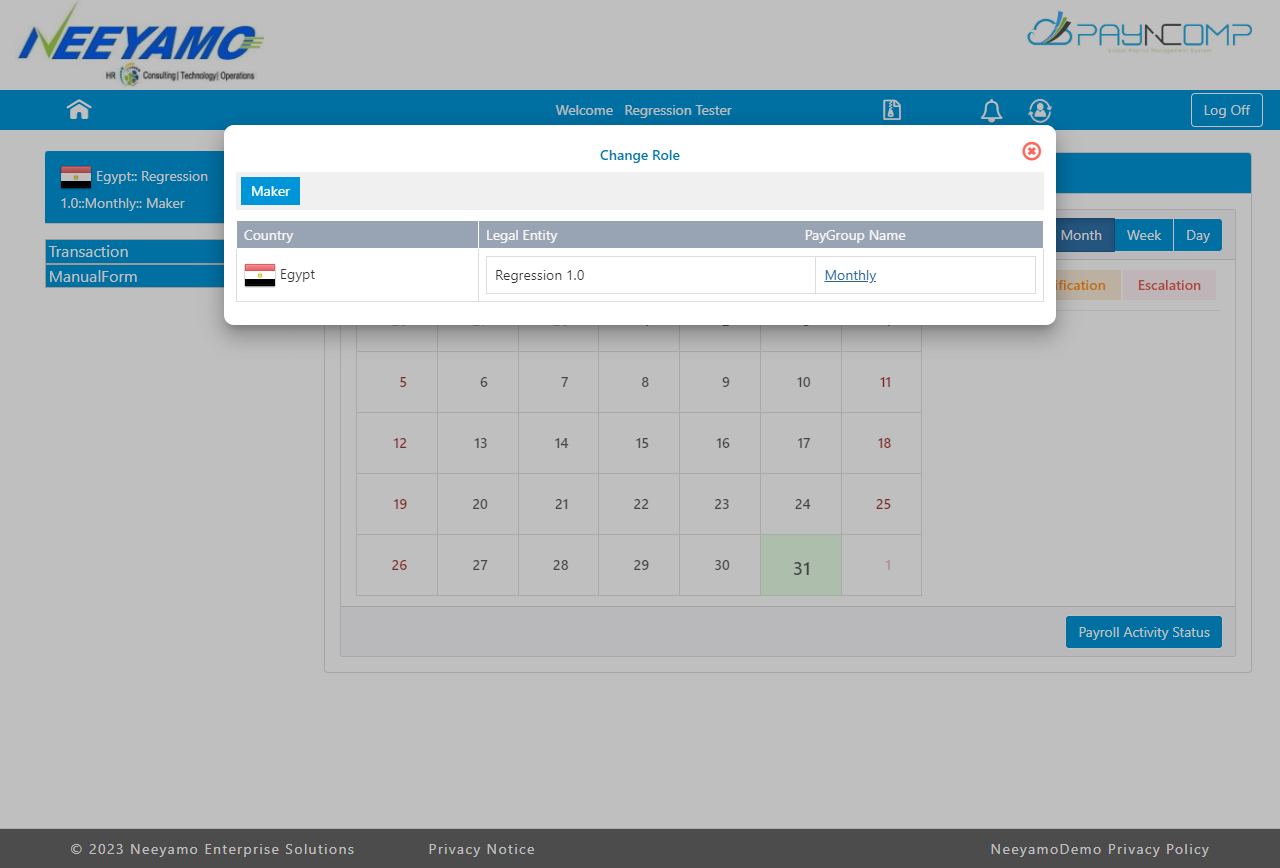 NEEYAMO
HR Consulting| Technology| Operations
PAYNCOMP
Welcome Regression Tester
Log Off
Change Role
Egypt:: Regression
1.0::Monthly:: Maker
Maker
Country Legal Entity PayGroup Name
Egypt Regression 1.0 Monthly
Transaction
ManualForm
Month Week Day
Escalation
5 6 7 8 9 10 11
12 13 14 15 16 17 18
19 20 21 22 23 24 25
26 27 28 29 30 31 1
Payroll Activity Status
© 2023 Neeyamo Enterprise Solutions Privacy Notice NeeyamoDemo Privacy Policy